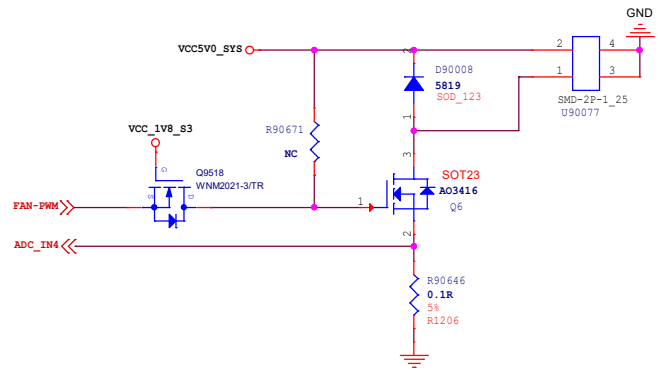 GND
VCC5V0_SYS
2
2
4
D90008
5819
SOD_123
1
3
SMD-2P-1_25
U90077
1
R90671
NC
VCC_1V8_S3
G
Q9518
WNM2021-3/TR
S
D
3
SOT23
AO3416
Q6
FAN-PWM
1
2
ADC_IN4
R90646
0.1R
5%
R1206